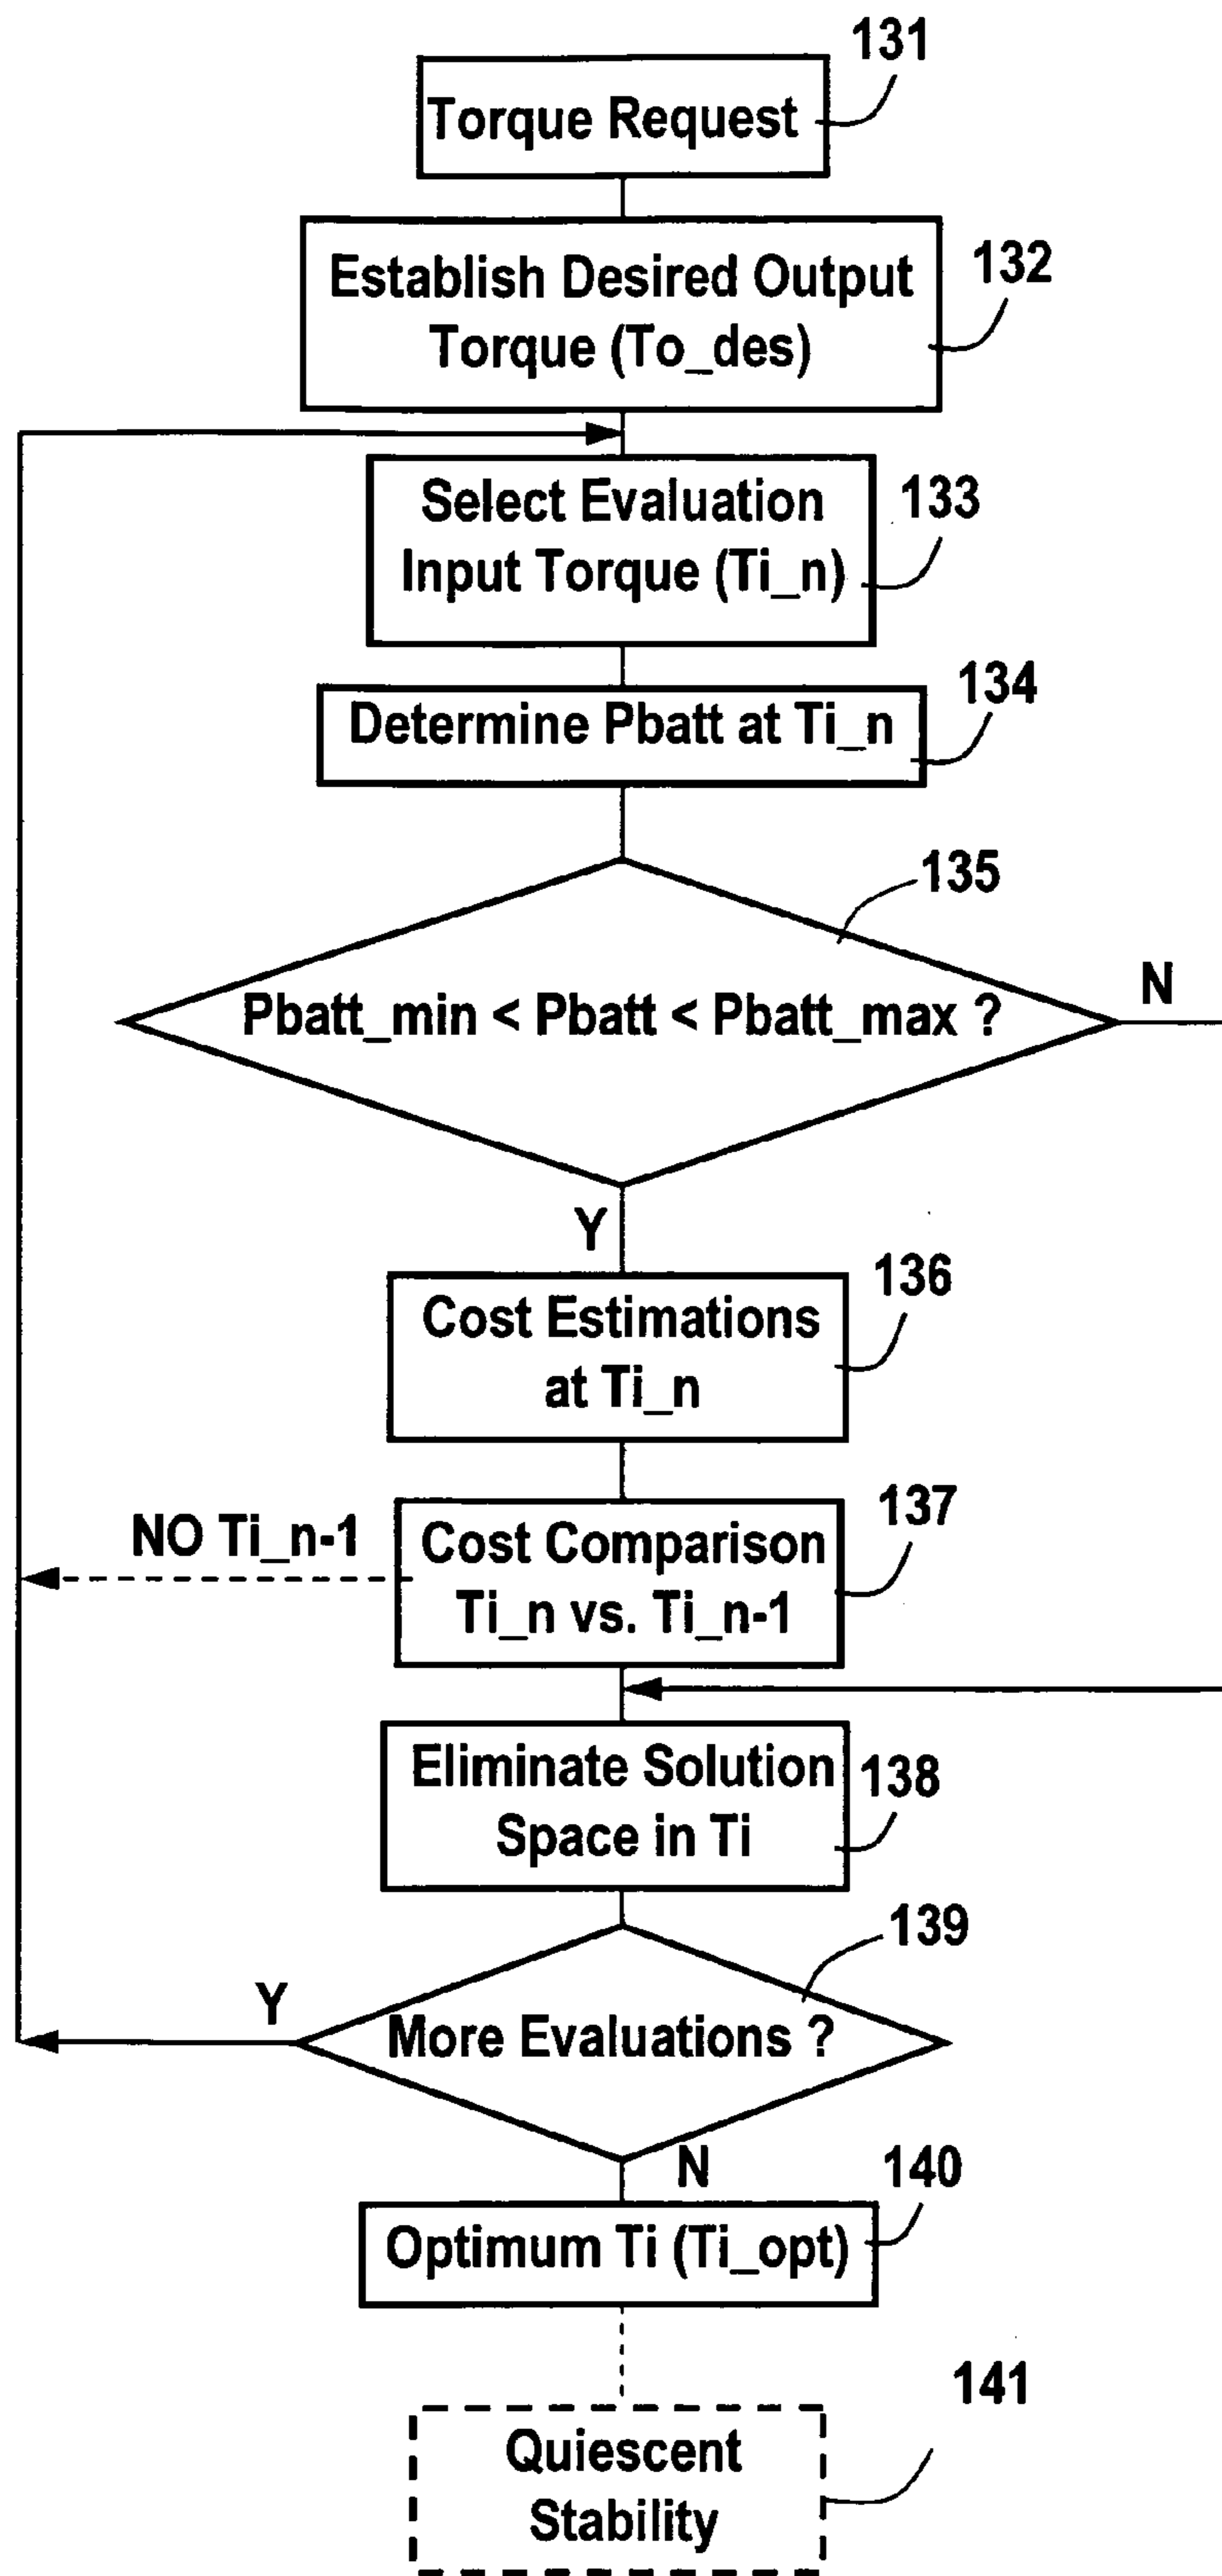 131
Torque Request
132
Establish Desired Output
Torque (To_des)
133
Select Evaluation
Input Torque (Ti_n)
134
Determine Pbatt at Ti_n
135
N
Pbatt_min < Pbatt < Pbatt_max ?
Y
136
Cost Estimations
at Ti_n
137
NO Ti_n-1
Cost Comparison
Ti_n vs. Ti_n-1
Eliminate Solution
138
Space in Ti
139
Y
More Evaluations ?
N
140
Optimum Ti (Ti_opt)
141
Quiescent
Stability